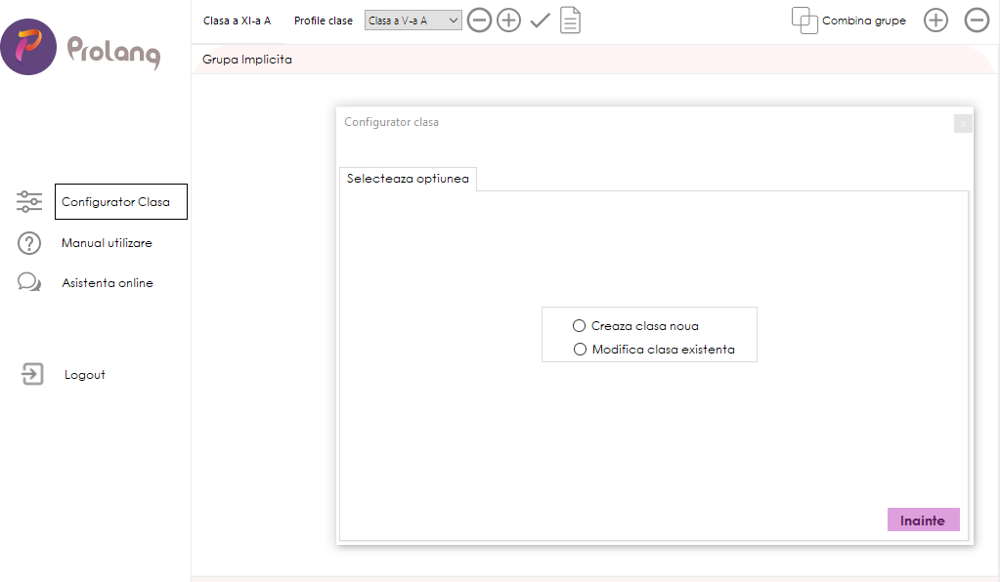 Prolang
Clasa a XI-a A
Profile clase
Clasa a V-a A
Combina grupe
Grupa Implicita
Configurator Clasa
Manual utilizare
Asistenta online
Logout
Configurator clasa
x
Selecteaza optiunea
Creaza clasa noua
Modifica clasa existenta
Inainte